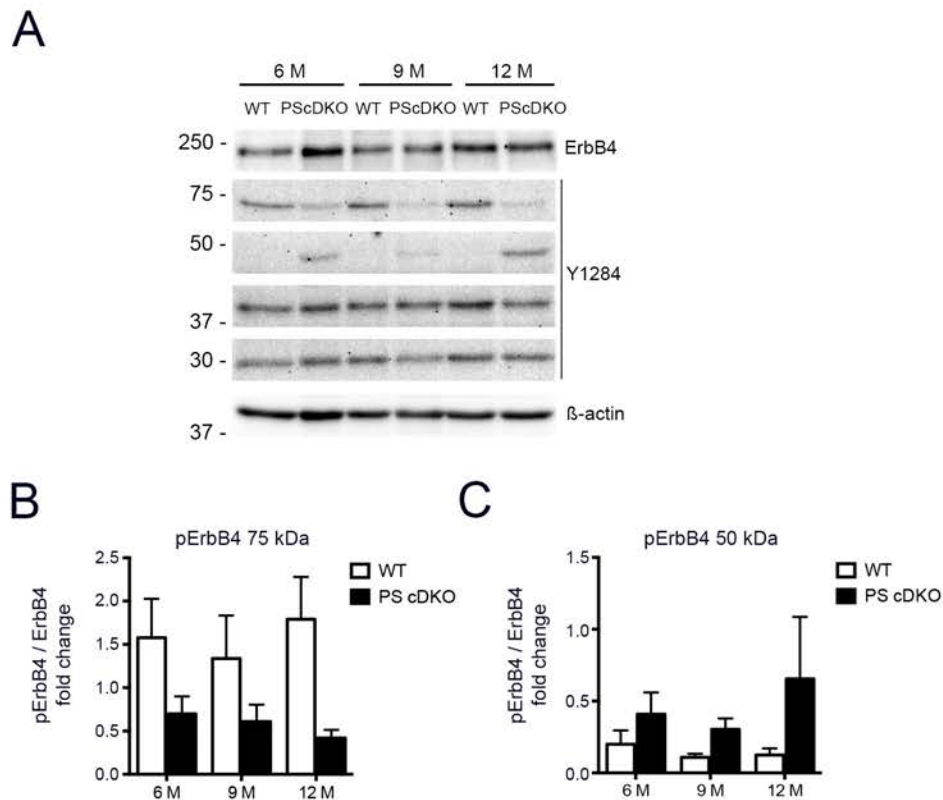 A
6 M 9 M 12 M
WT PScDKO WT PScDKO WT PScDKO
250 - ErbB4
75 -
50 -
Y1284
37 -
30 -
ß-actin
37 -
B
pErbB4 75 kDa
pErbB4 / ErbB4
fold change
2.5
2.0
1.5
1.0
0.5
0.0
6 M 9 M 12 M
WT
PS cDKO
C
pErbB4 50 kDa
pErbB4 / ErbB4
fold change
1.5
1.0
0.5
0.0
6 M 9 M 12 M
WT
PS cDKO